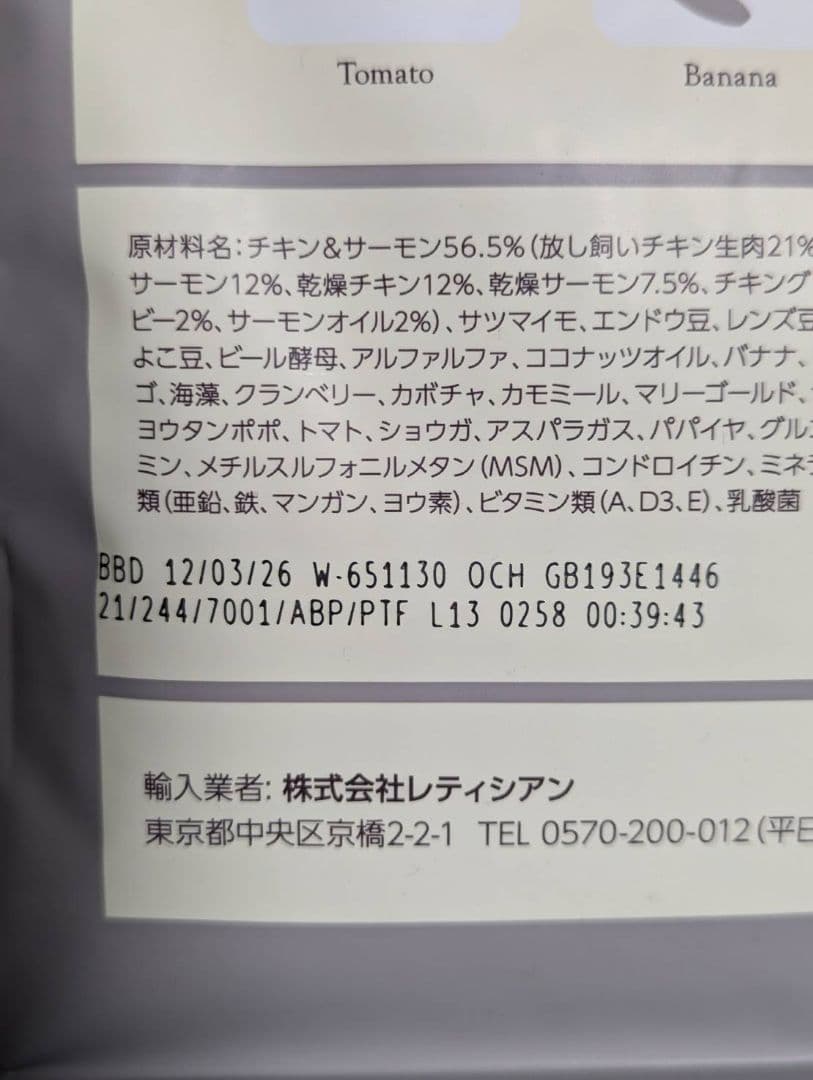 Tomato
Banana
原材料名：チキン&サーモン56.5%（放し飼いチキン生肉21%
サーモン12%、乾燥チキン12%、乾燥サーモン7.5%、チキング
ビー2%、サーモンオイル2%）、サツマイモ、エンドウ豆、レンズ豆
よこ豆、ビール酵母、アルファルファ、ココナッツオイル、バナナ、
ゴ、海藻、クランベリー、カボチャ、カモミール、マリーゴールド、
ヨウタンポポ、トマト、ショウガ、アスパラガス、パパイヤ、グルコ
ミン、メチルスルフォニルメタン（MSM）、コンドロイチン、ミネラ
類（亜鉛、鉄、マンガン、ヨウ素）、ビタミン類（A、D3、E）、乳酸菌
BBD 12/03/26 W-651130 OCH GB193E1446
21/244/7001/ABP/PTF L13 0258 00:39:43
輸入業者: 株式会社レティシアン
東京都中央区京橋2-2-1 TEL 0570-200-012（平日